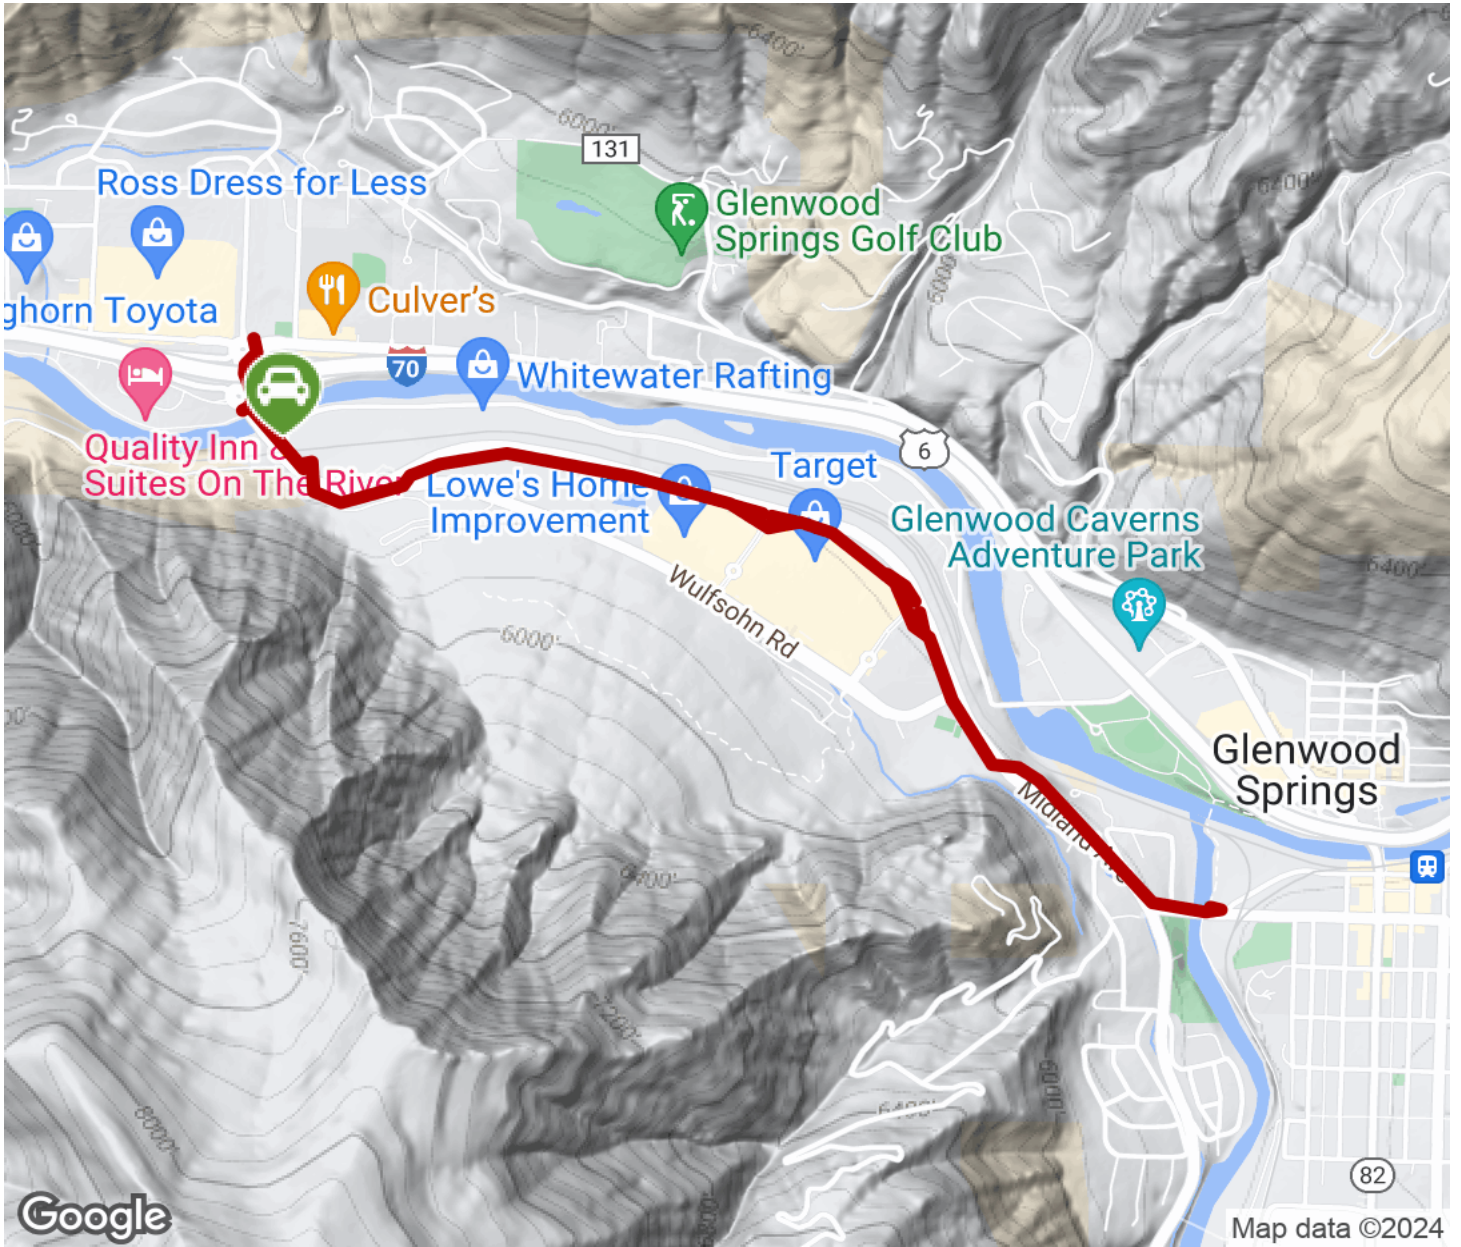 6400'
6000'
131
Ross Dress for Less
Glenwood
Springs Golf Club
6400'
6000'
Culver's
ghorn Toyota
70
Whitewater Rafting
6
Quality Inn &
Suites On The River
Target
Lowe's Home
Improvement
Glenwood Caverns
Adventure Park
6400'
Wulfsohn Rd
6000'
Glenwood
Springs
Midland Ave
7600'
7200'
6000'
6400'
8000'
82
Google
Map data ©2024